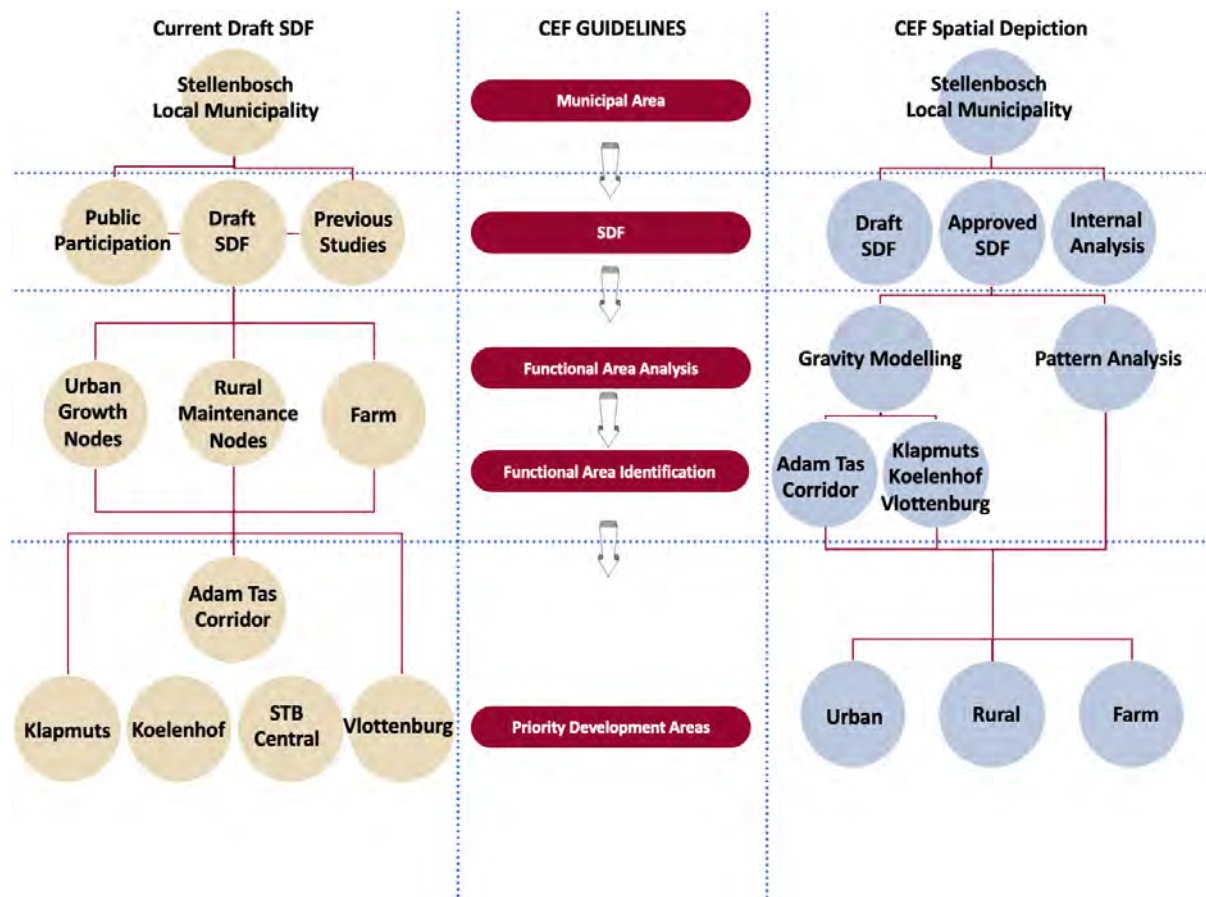 Current Draft SDF
CEF GUIDELINES
CEF Spatial Depiction
Stellenbosch
Local Municipality
Municipal Area
Stellenbosch
Local Municipality
Public
Participation
Draft
SDF
Previous
Studies
SDF
Draft
SDF
Approved
SDF
Internal
Analysis
Urban
Growth
Nodes
Rural
Maintenance
Nodes
Farm
Functional Area Analysis
Gravity Modelling
Pattern Analysis
Functional Area Identification
Adam Tas
Corridor
Klapmuts
Koelenhof
Vlottenburg
Adam Tas
Corridor
Klapmuts
Koelenhof
STB
Central
Vlottenburg
Priority Development Areas
Urban
Rural
Farm